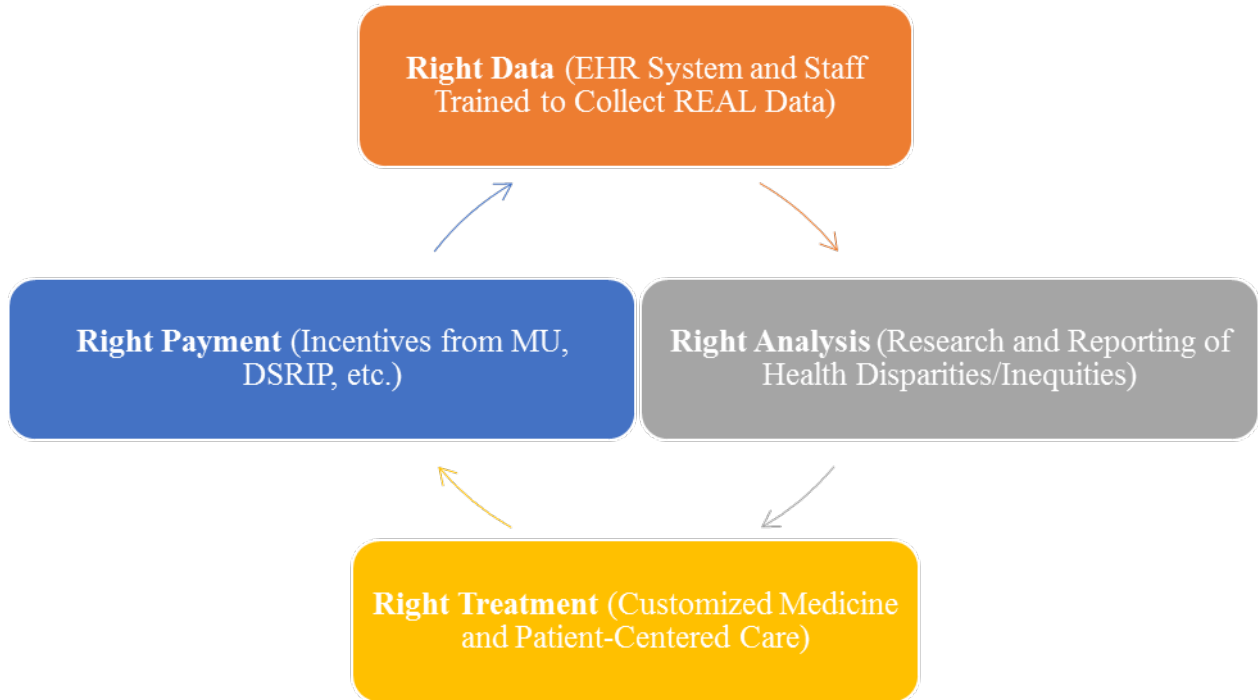 Right Data (EHR System and Staff
Trained to Collect REAL Data)
Right Payment (Incentives from MU,
DSRIP, etc.)
Right Analysis (Research and Reporting of
Health Disparities/Inequities)
Right Treatment (Customized Medicine
and Patient-Centered Care)